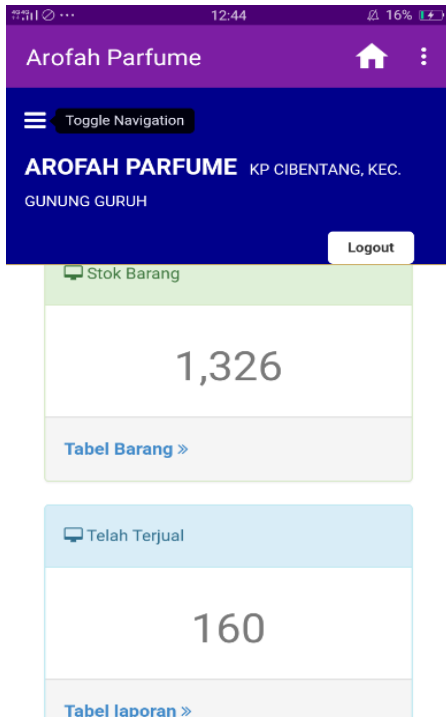 12:44
16%
Arofah Parfume
Toggle Navigation
AROFAH PARFUME KP CIBENTANG, KEC.
GUNUNG GURUH
Logout
Stok Barang
1,326
Tabel Barang »
Telah Terjual
160
Tabel laporan »